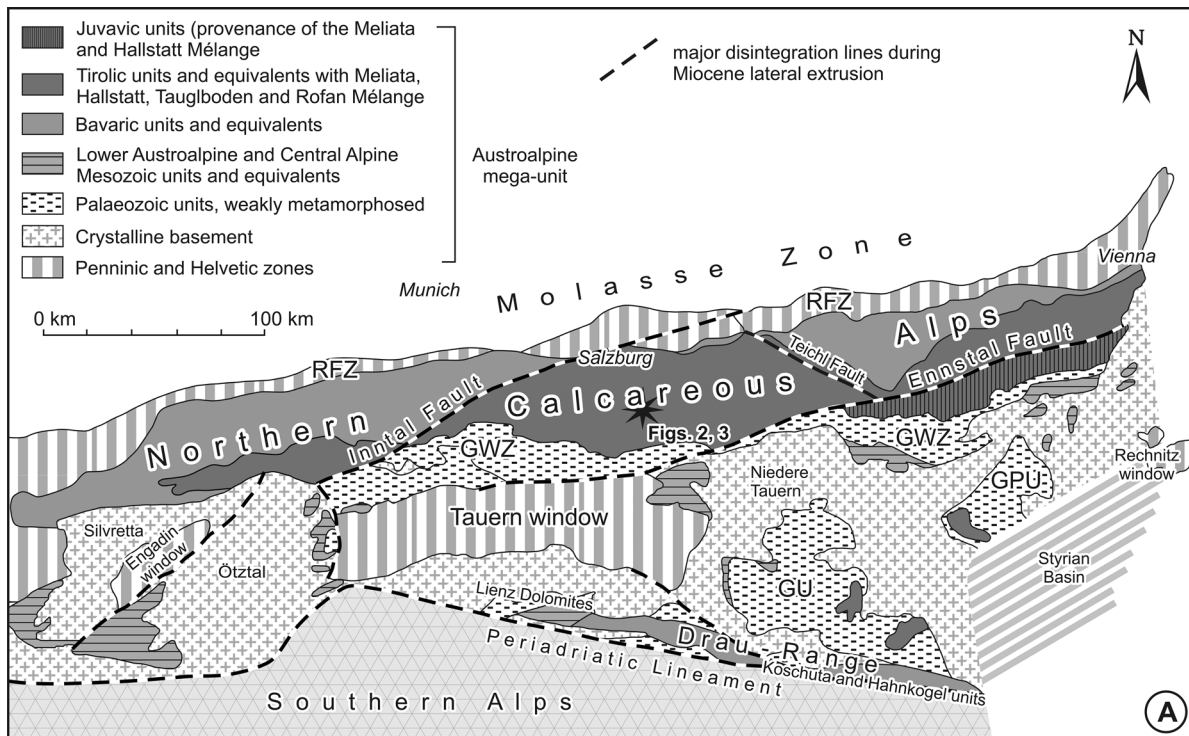 Juvavic units (provenance of the Meliata
and Hallstatt Mélange
Tirolic units and equivalents with Meliata,
Hallstatt, Tauglboden and Rofan Mélange
Bavaric units and equivalents
Lower Austroalpine and Central Alpine
Mesozoic units and equivalents
Palaeozoic units, weakly metamorphosed
Crystalline basement
Penninic and Helvetic zones
Austroalpine
mega-unit
major disintegration lines during
Miocene lateral extrusion
N
0 km
100 km
Munich
Molasse Zone
Vienna
RFZ
RFZ
Salzburg
Teichl Fault
Ennstal Fault
Inntal Fault
Northern Calcareous Alps
Figs. 2, 3
GWZ
GWZ
Rechnitz
window
Niedere
Tauern
GPU
Silvretta
Engadin
window
Ötztal
Tauern window
Styrian
Basin
GU
Lienz Dolomites
Drau Range
Periadriatic Lineament
Koschuta and Hahnkogel units
Southern Alps
A